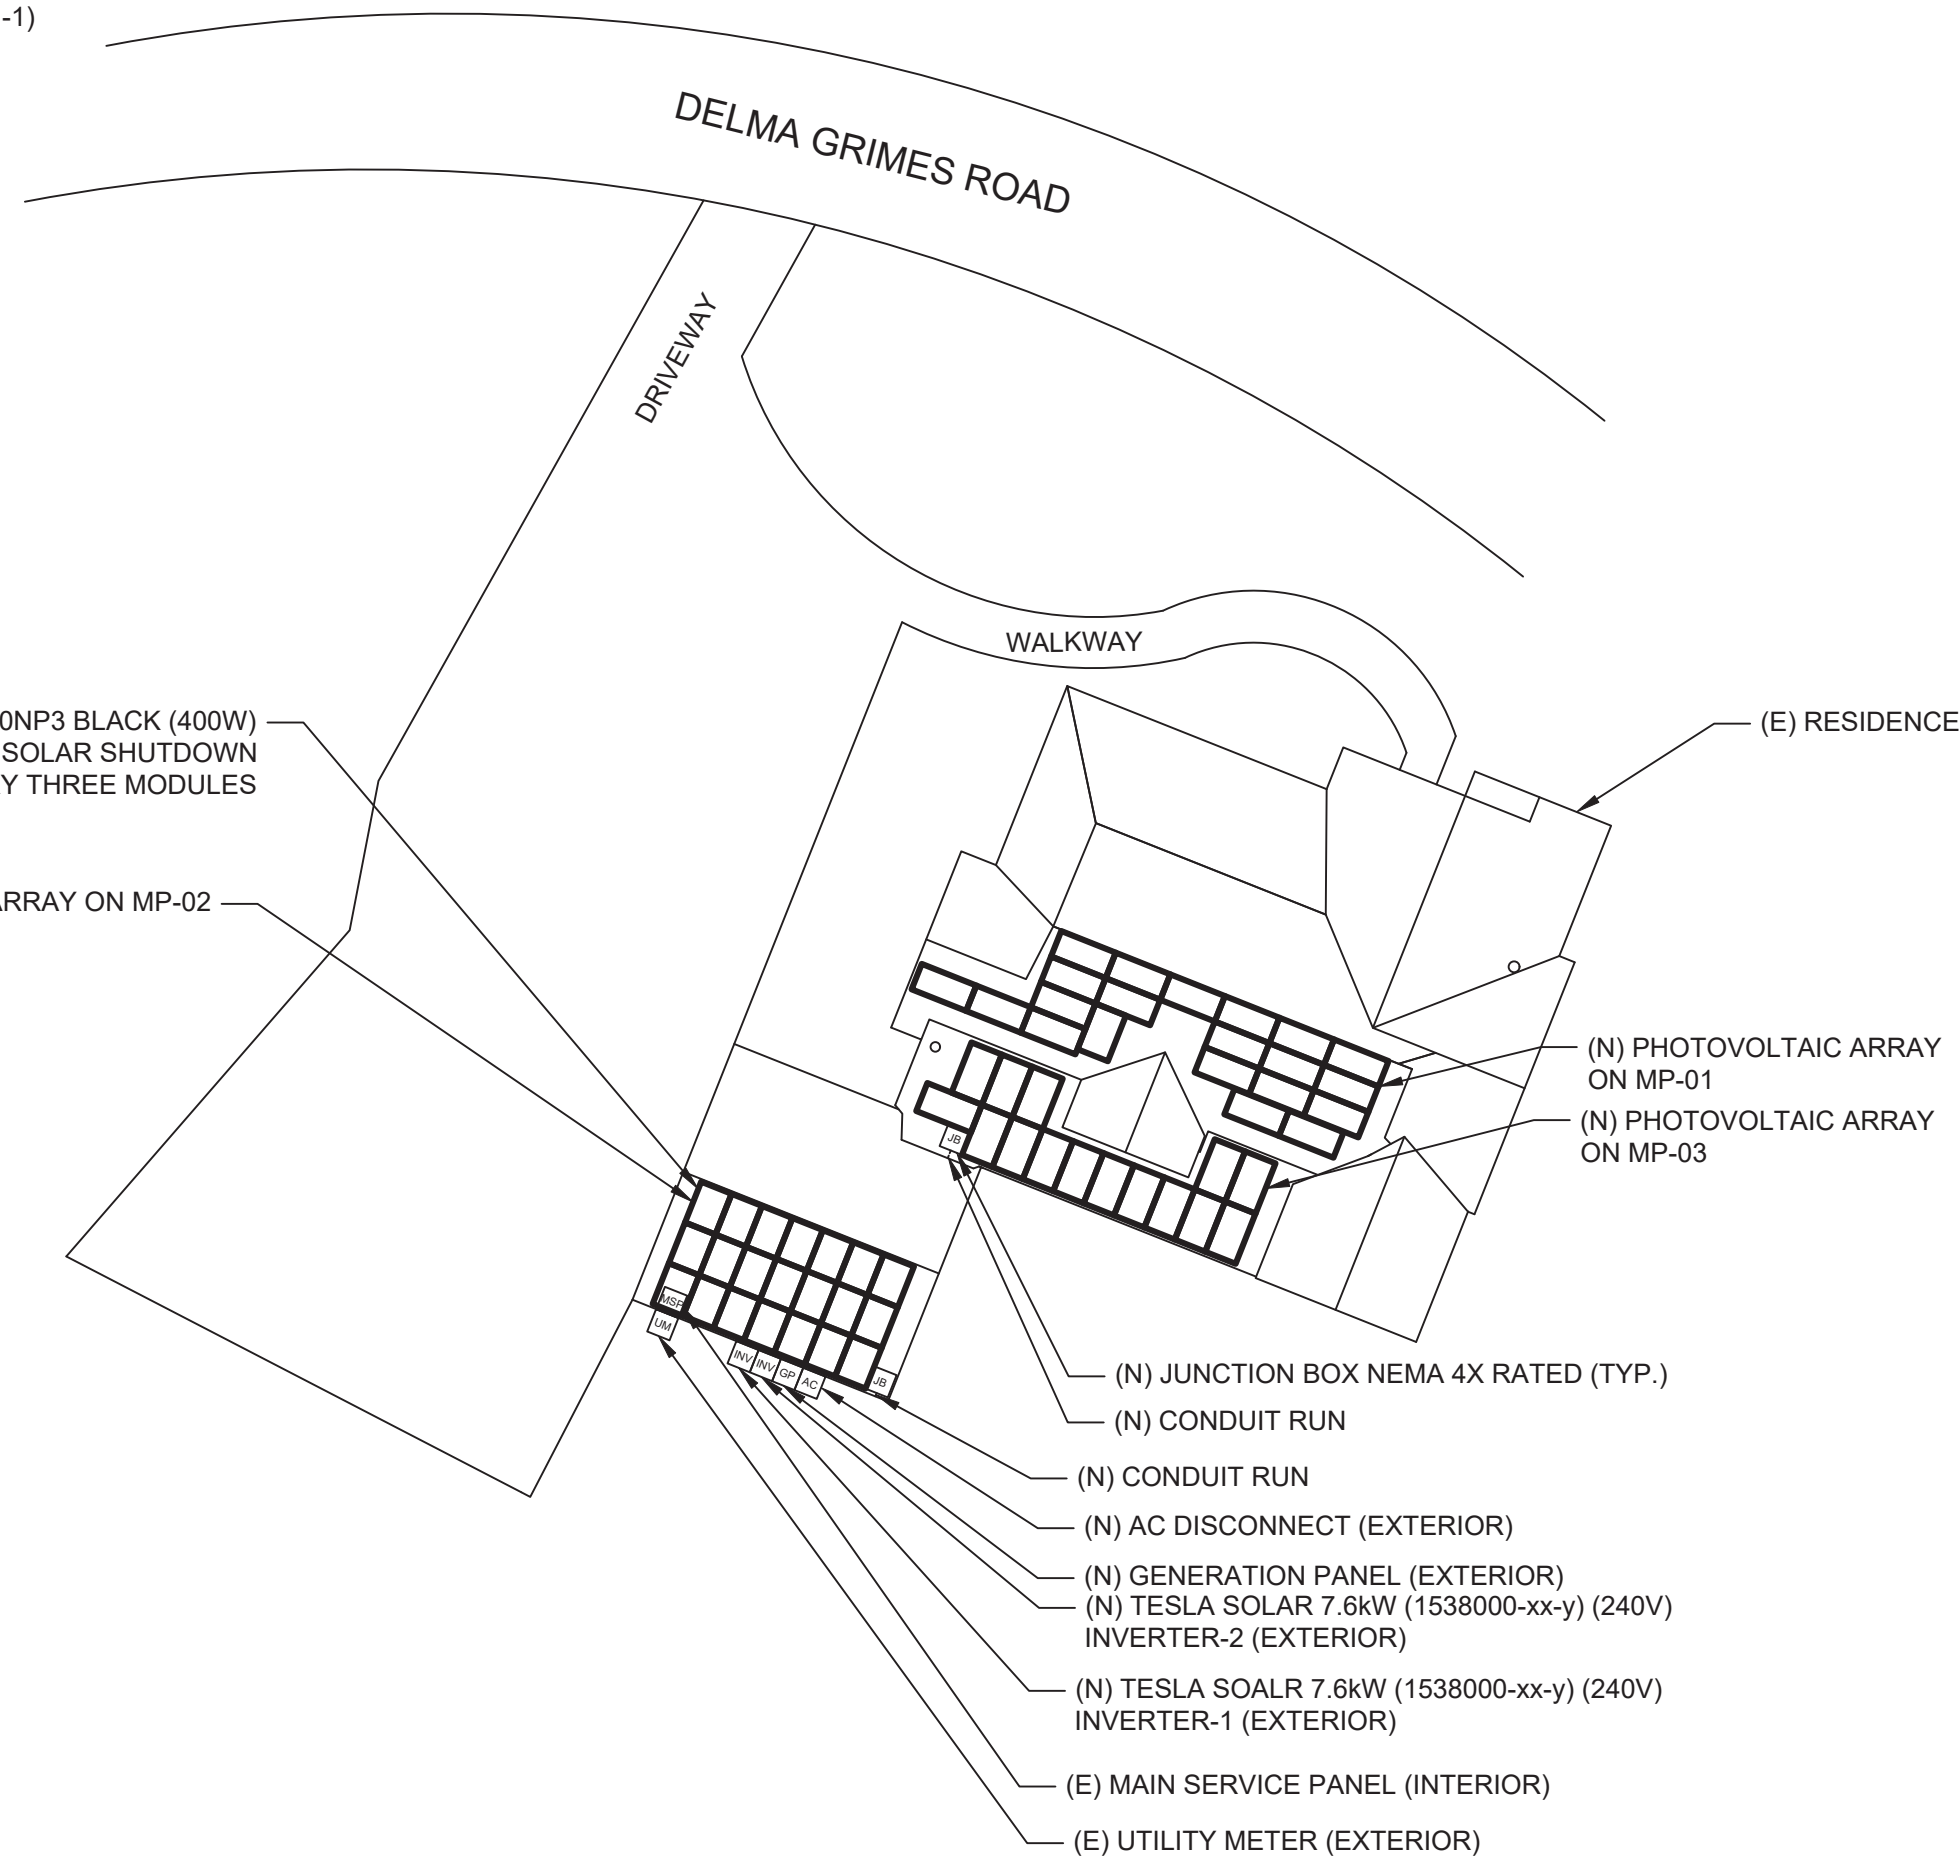 -1)
DELMA GRIMES ROAD
DRIVEWAY
WALKWAY
0NP3 BLACK (400W)
SOLAR SHUTDOWN
Y THREE MODULES
(E) RESIDENCE
ARRAY ON MP-02
(N) PHOTOVOLTAIC ARRAY
ON MP-01
(N) PHOTOVOLTAIC ARRAY
ON MP-03
JB
MSP
UM
INV
INV
GP
AC
JB
(N) JUNCTION BOX NEMA 4X RATED (TYP.)
(N) CONDUIT RUN
(N) CONDUIT RUN
(N) AC DISCONNECT (EXTERIOR)
(N) GENERATION PANEL (EXTERIOR)
(N) TESLA SOLAR 7.6kW (1538000-xx-y) (240V)
INVERTER-2 (EXTERIOR)
(N) TESLA SOALR 7.6kW (1538000-xx-y) (240V)
INVERTER-1 (EXTERIOR)
(E) MAIN SERVICE PANEL (INTERIOR)
(E) UTILITY METER (EXTERIOR)